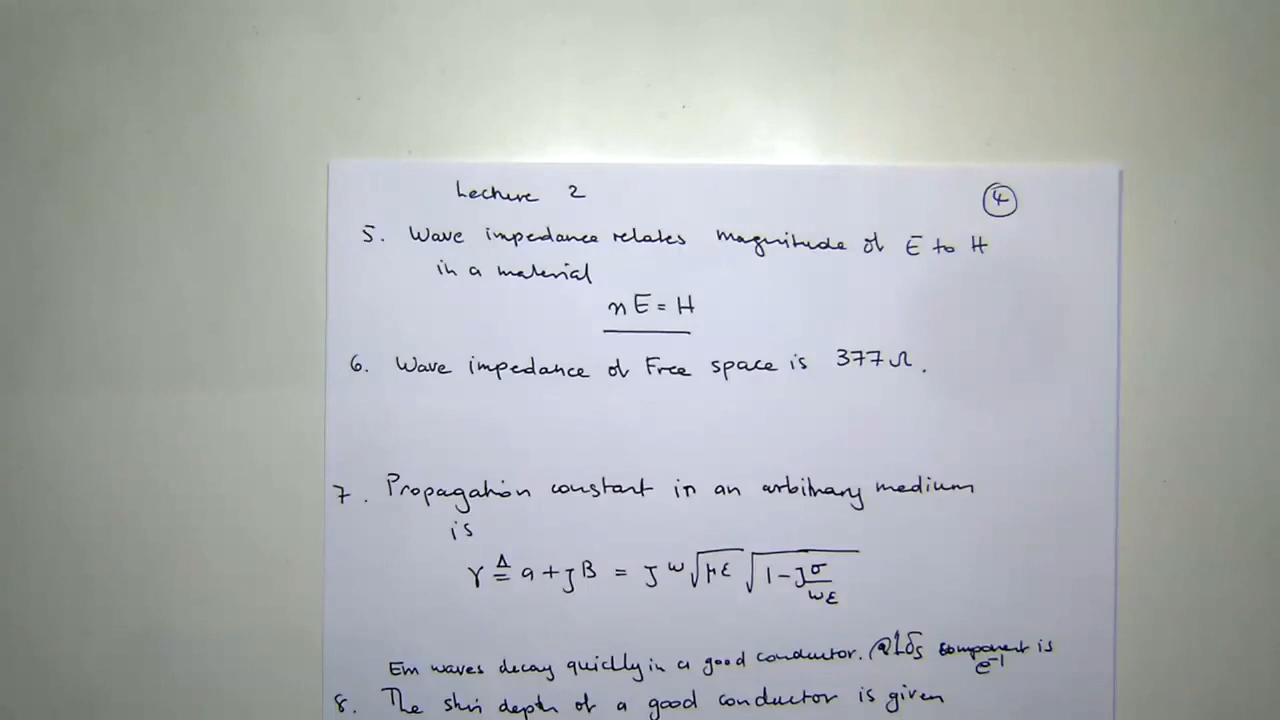 Lecture 2
4
5. Wave impedance relates magnitude of E to H
in a material
ηE = H
6. Wave impedance of Free space is 377Ω.
7. Propagation constant in an arbitrary medium
is
γ ≜ α + jβ = jω√με √1 - jσ/ωε
Em waves decay quickly in a good conductor. @1δs component is
e⁻¹
8. The skin depth of a good conductor is given